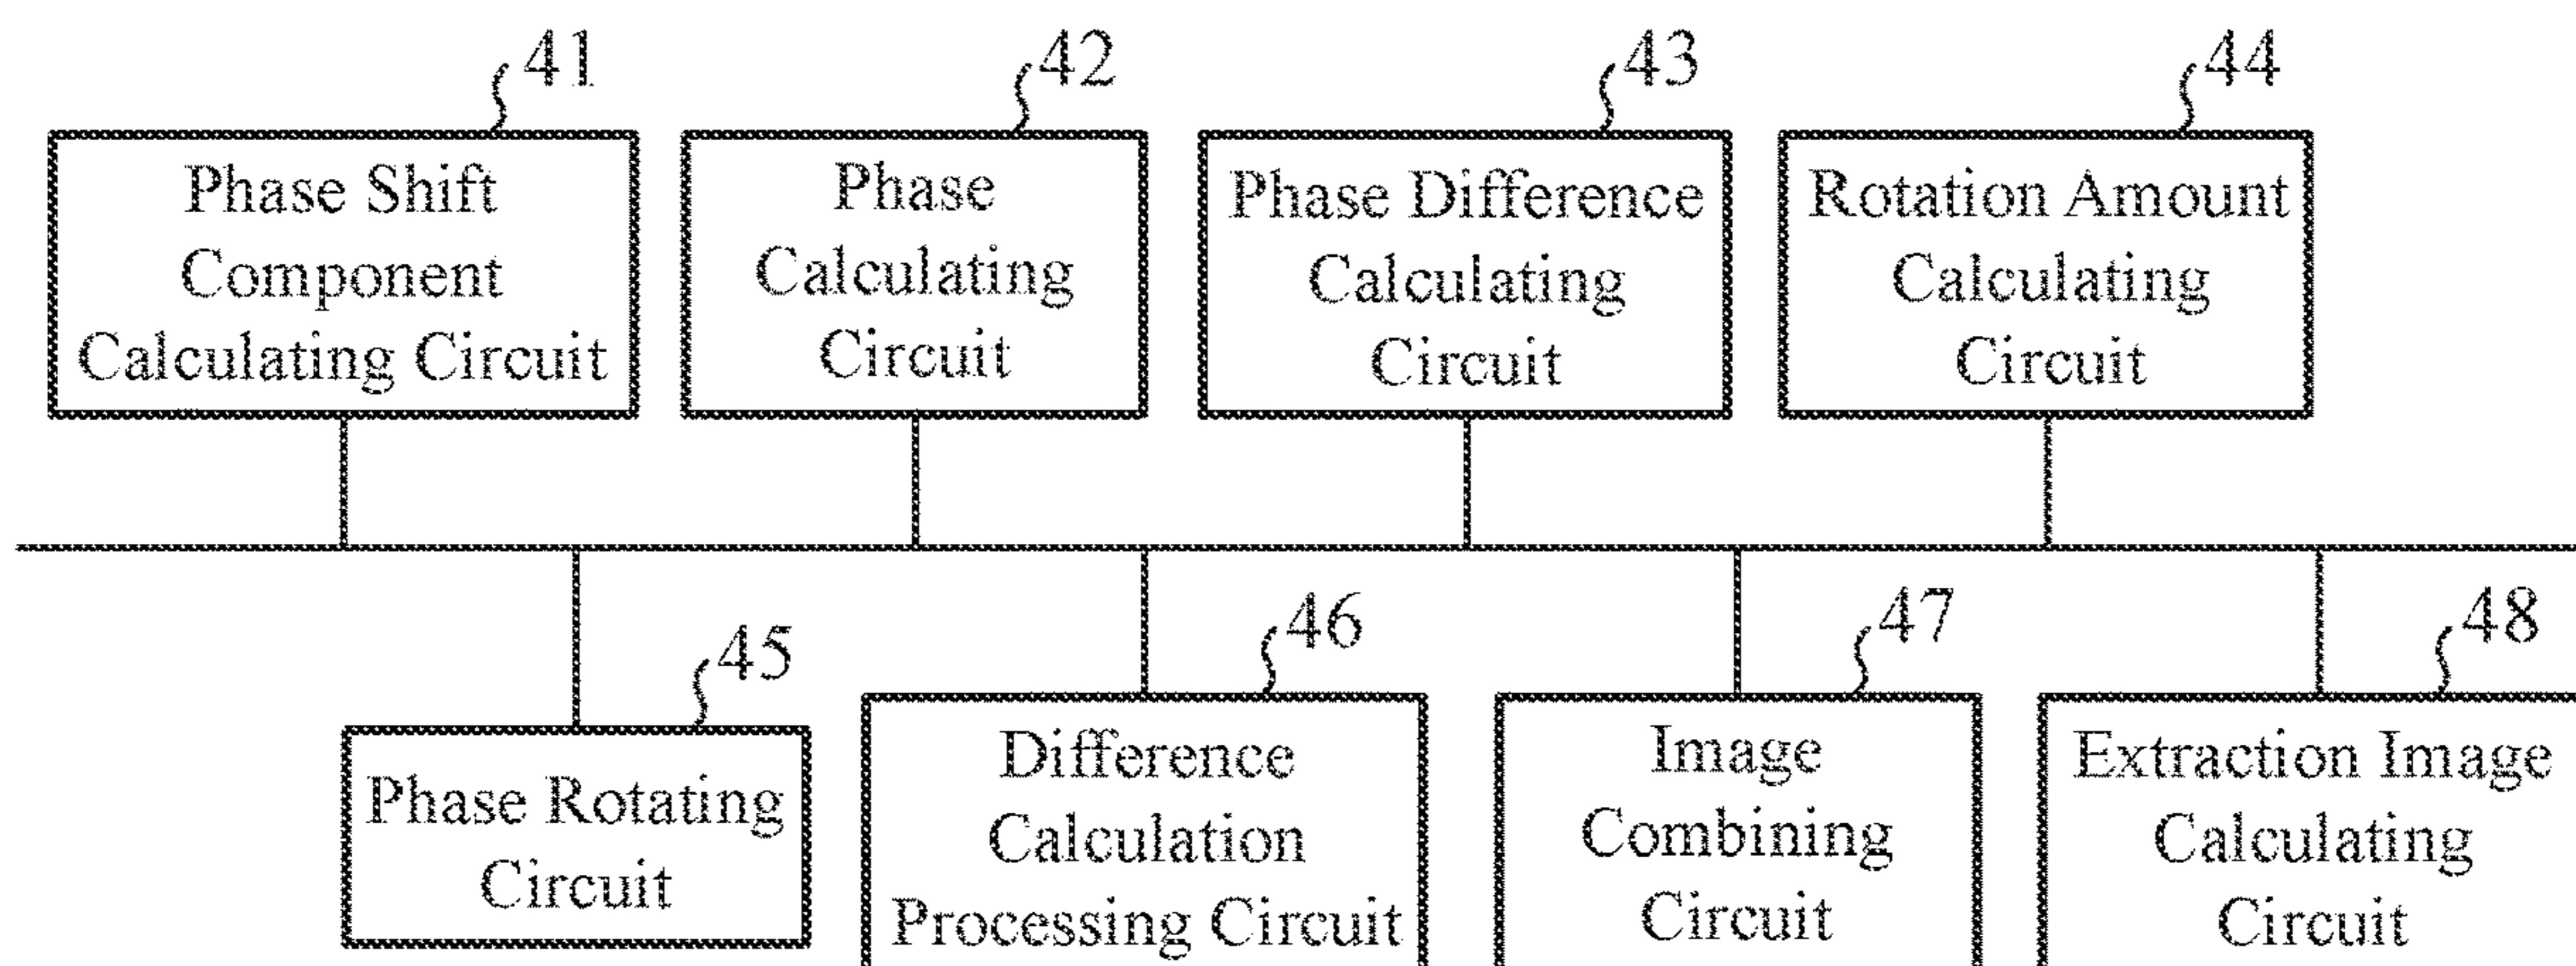 41
Phase Shift
Component
Calculating Circuit
42
Phase
Calculating
Circuit
43
Phase Difference
Calculating
Circuit
44
Rotation Amount
Calculating
Circuit
45
Phase Rotating
Circuit
46
Difference
Calculation
Processing Circuit
47
Image
Combining
Circuit
48
Extraction Image
Calculating
Circuit